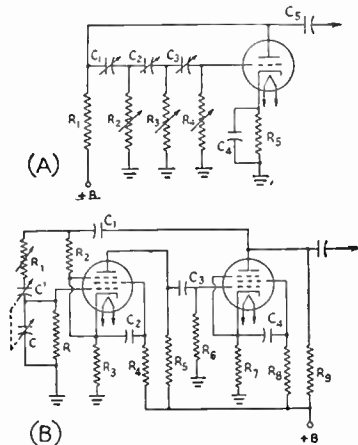 C5
C1 C2 C3
R1 R2 R3 R4 C4 R5
+B
(A)
C1
R1 R2
C' C3
C R C2 C4
R3 R4 R5 R6 R7 R8 R9
(B)
+B